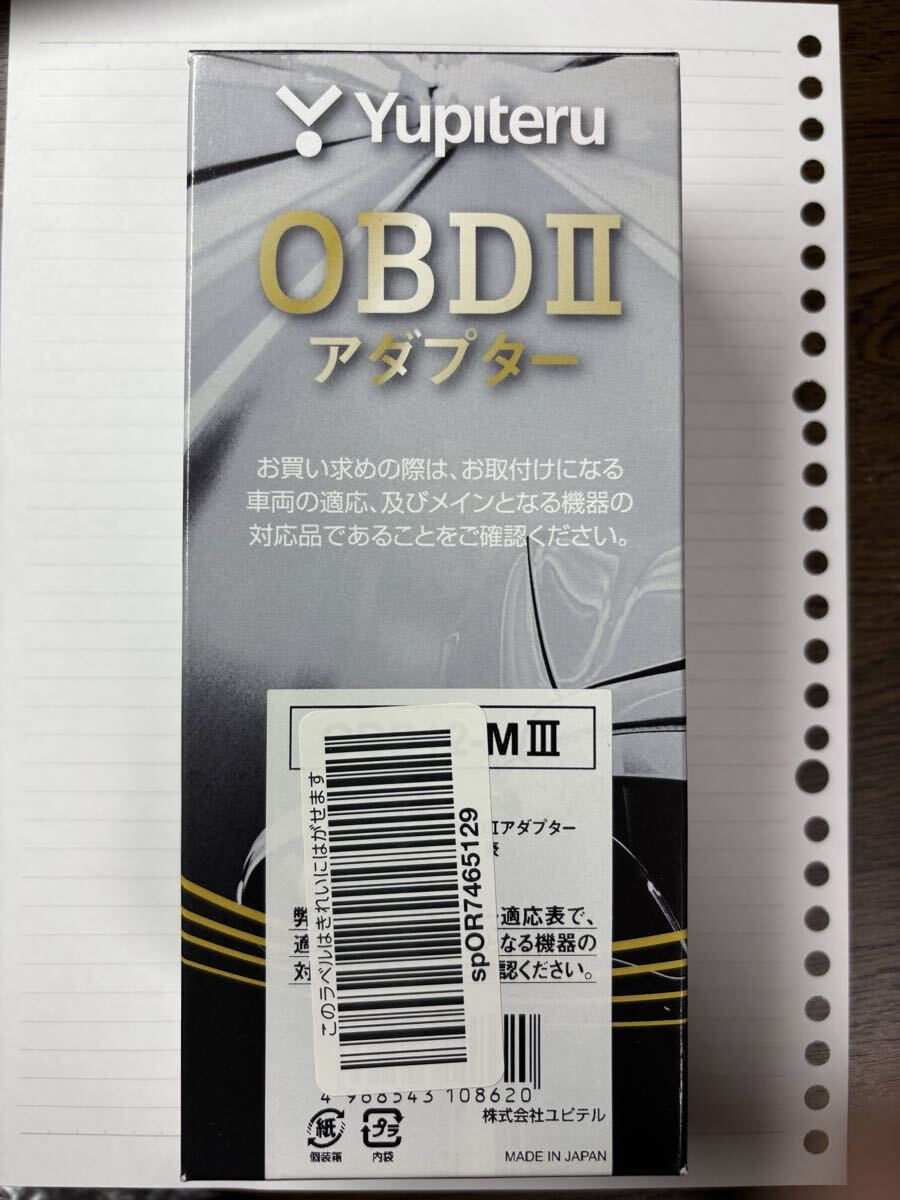 Yupiteru
OBDⅡ
アダプター
お買い求めの際は、お取付けになる
車両の適応、及びメインとなる機器の
対応品であることをご確認ください。
-MⅢ
Ⅱアダプター
適応表で、
なる機器の
認ください。
このラベルはきれいにはがせます
spOR7465129
4 968543 108620
株式会社ユピテル
紙
個装箱
プラ
内袋
MADE IN JAPAN